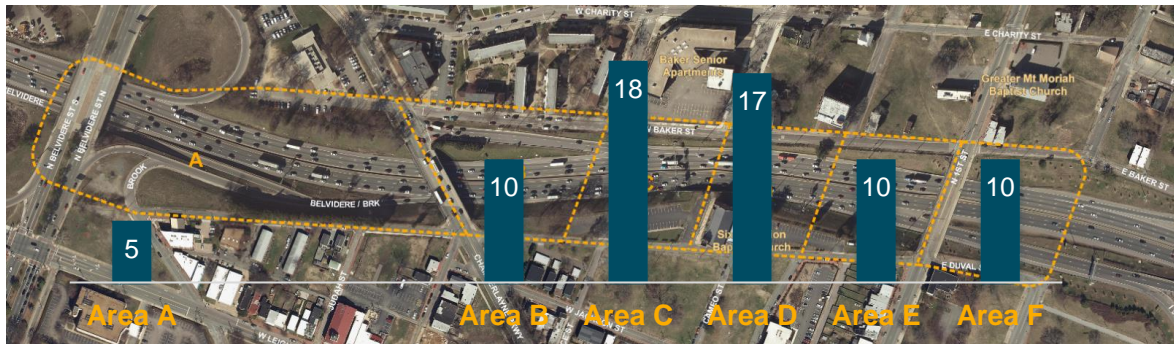 W CHARITY ST
E CHARITY ST
Baker Senior
Apartments
Greater Mt Moriah
Baptist Church
BELVIDERE
N BELVIDERE ST S
N BELVIDERE ST N
18
17
W BAKER ST
A
BROOK
BELVIDERE / BRK
10
10
10
N 1ST ST
E BAKER ST
5
E DUVAL
Area A
Area B
Area C
Area D
Area E
Area F